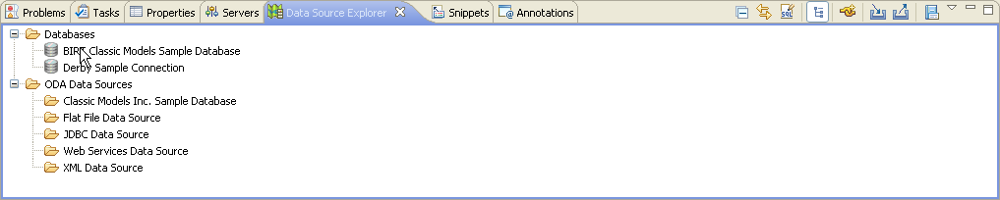 Problems Tasks Properties Servers Data Source Explorer Snippets Annotations
SQL
Databases
BIRT Classic Models Sample Database
Derby Sample Connection
ODA Data Sources
Classic Models Inc. Sample Database
Flat File Data Source
JDBC Data Source
Web Services Data Source
XML Data Source